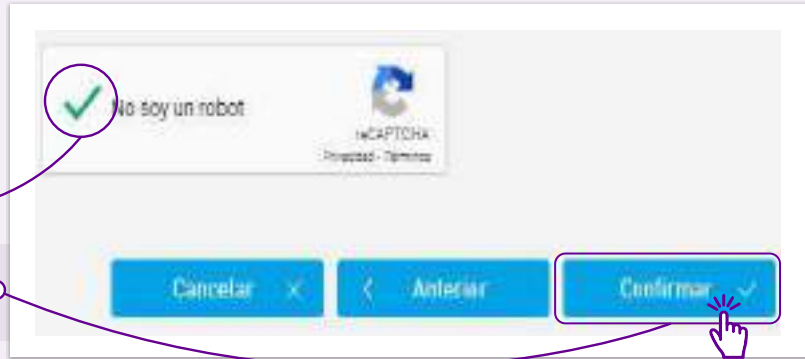 No soy un robot
reCAPTCHA
Privacidad - Términos
Cancelar
Anterior
Confirmar